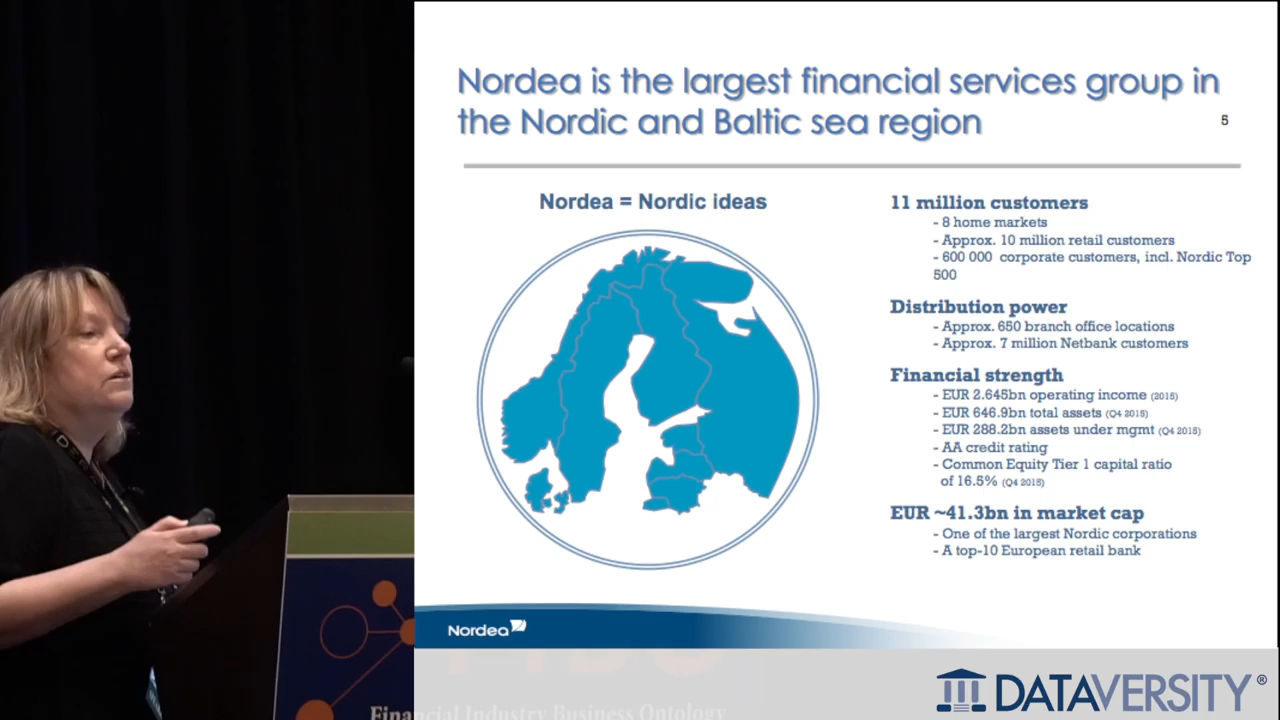 Nordea is the largest financial services group in
the Nordic and Baltic sea region
5
Nordea = Nordic ideas
11 million customers
- 8 home markets
- Approx. 10 million retail customers
- 600 000 corporate customers, incl. Nordic Top
500
Distribution power
- Approx. 650 branch office locations
- Approx. 7 million Netbank customers
Financial strength
- EUR 2.645bn operating income (2015)
- EUR 646.9bn total assets (Q4 2015)
- EUR 288.2bn assets under mgmt (Q4 2015)
- AA credit rating
- Common Equity Tier 1 capital ratio
of 16.5% (Q4 2015)
EUR ~41.3bn in market cap
- One of the largest Nordic corporations
- A top-10 European retail bank
Nordea
Financial Industry Business Ontology
DATAVERSITY®